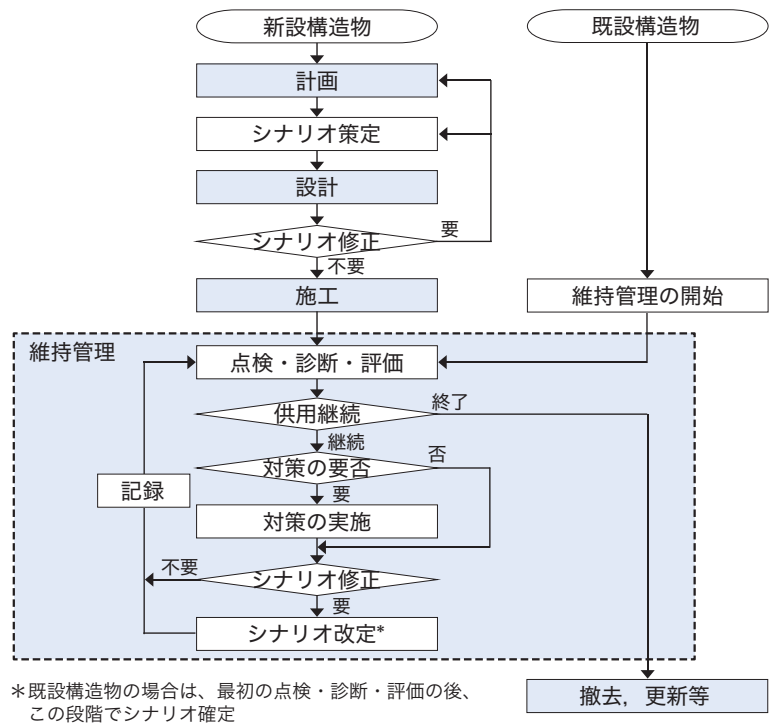 新設構造物
既設構造物
計画
シナリオ策定
設計
シナリオ修正
要
不要
施工
維持管理の開始
維持管理
点検・診断・評価
供用継続
終了
継続
対策の要否
否
要
記録
対策の実施
不要
シナリオ修正
要
シナリオ改定*
撤去，更新等
＊既設構造物の場合は、最初の点検・診断・評価の後、
この段階でシナリオ確定